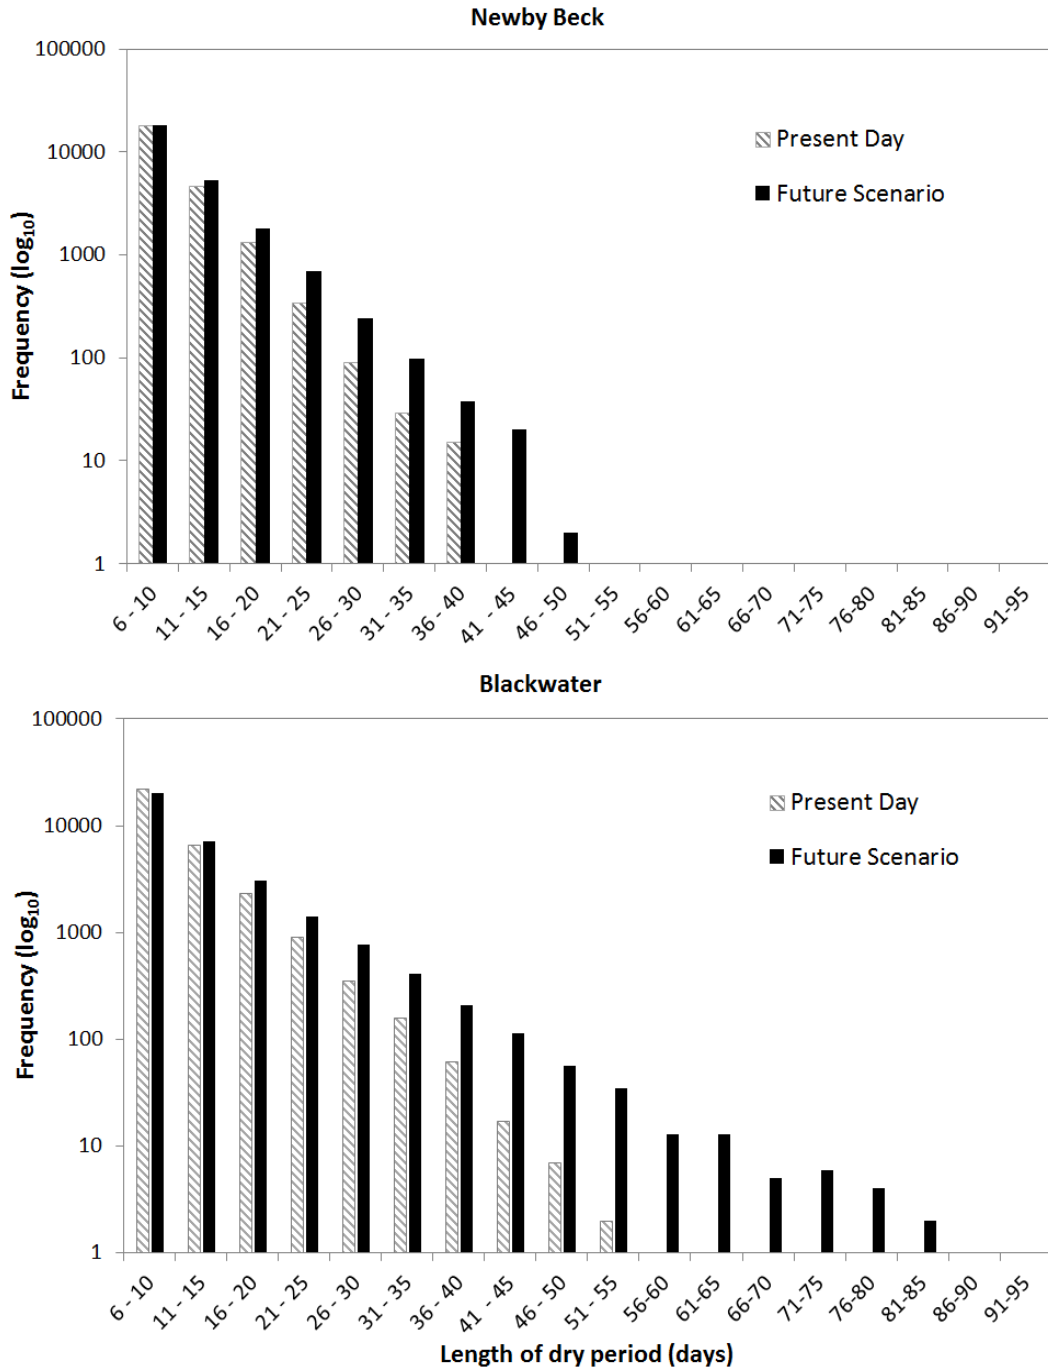 Newby Beck
100000
10000
1000
100
10
1
Frequency (log10)
Present Day
Future Scenario
6 - 10
11 - 15
16 - 20
21 - 25
26 - 30
31 - 35
36 - 40
41 - 45
46 - 50
51 - 55
56-60
61-65
66-70
71-75
76-80
81-85
86-90
91-95
Blackwater
100000
10000
1000
100
10
1
Frequency (log10)
Present Day
Future Scenario
6 - 10
11 - 15
16 - 20
21 - 25
26 - 30
31 - 35
36 - 40
41 - 45
46 - 50
51 - 55
56-60
61-65
66-70
71-75
76-80
81-85
86-90
91-95
Length of dry period (days)